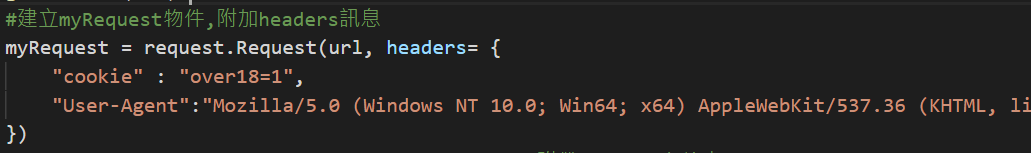 #建立myRequest物件,附加headers訊息
myRequest = request.Request(url, headers= {
    "cookie" : "over18=1",
    "User-Agent":"Mozilla/5.0 (Windows NT 10.0; Win64; x64) AppleWebKit/537.36 (KHTML, li
})